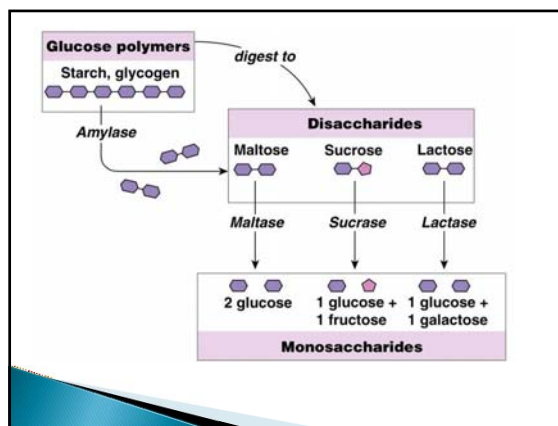 Glucose polymers
Starch, glycogen
digest to
Amylase
Disaccharides
Maltose Sucrose Lactose
Maltase Sucrase Lactase
2 glucose 1 glucose + 1 glucose +
1 fructose 1 galactose
Monosaccharides